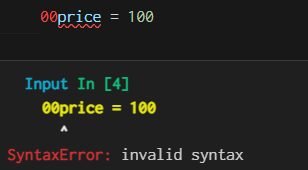 00price = 100
Input In [4]
00price = 100
^
SyntaxError: invalid syntax